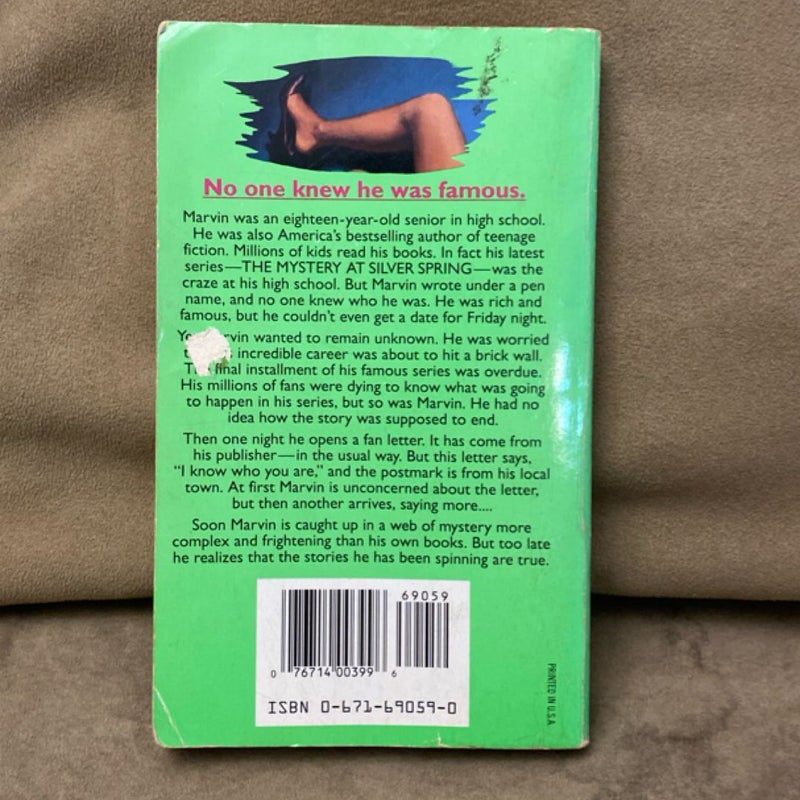 No one knew he was famous.
Marvin was an eighteen-year-old senior in high school.
He was also America's bestselling author of teenage
fiction. Millions of kids read his books. In fact his latest
series—THE MYSTERY AT SILVER SPRING—was the
craze at his high school. But Marvin wrote under a pen
name, and no one knew who he was. He was rich and
famous, but he couldn't even get a date for Friday night.
wanted to remain unknown. He was worried
incredible career was about to hit a brick wall.
final installment of his famous series was overdue.
His millions of fans were dying to know what was going
to happen in his series, but so was Marvin. He had no
idea how the story was supposed to end.
Then one night he opens a fan letter. It has come from
his publisher—in the usual way. But this letter says,
"I know who you are," and the postmark is from his local
town. At first Marvin is unconcerned about the letter,
but then another arrives, saying more....
Soon Marvin is caught up in a web of mystery more
complex and frightening than his own books. But too late
he realizes that the stories he has been spinning are true.
69059
0 76714 00399 6
ISBN 0-671-69059-0
PRINTED IN U.S.A